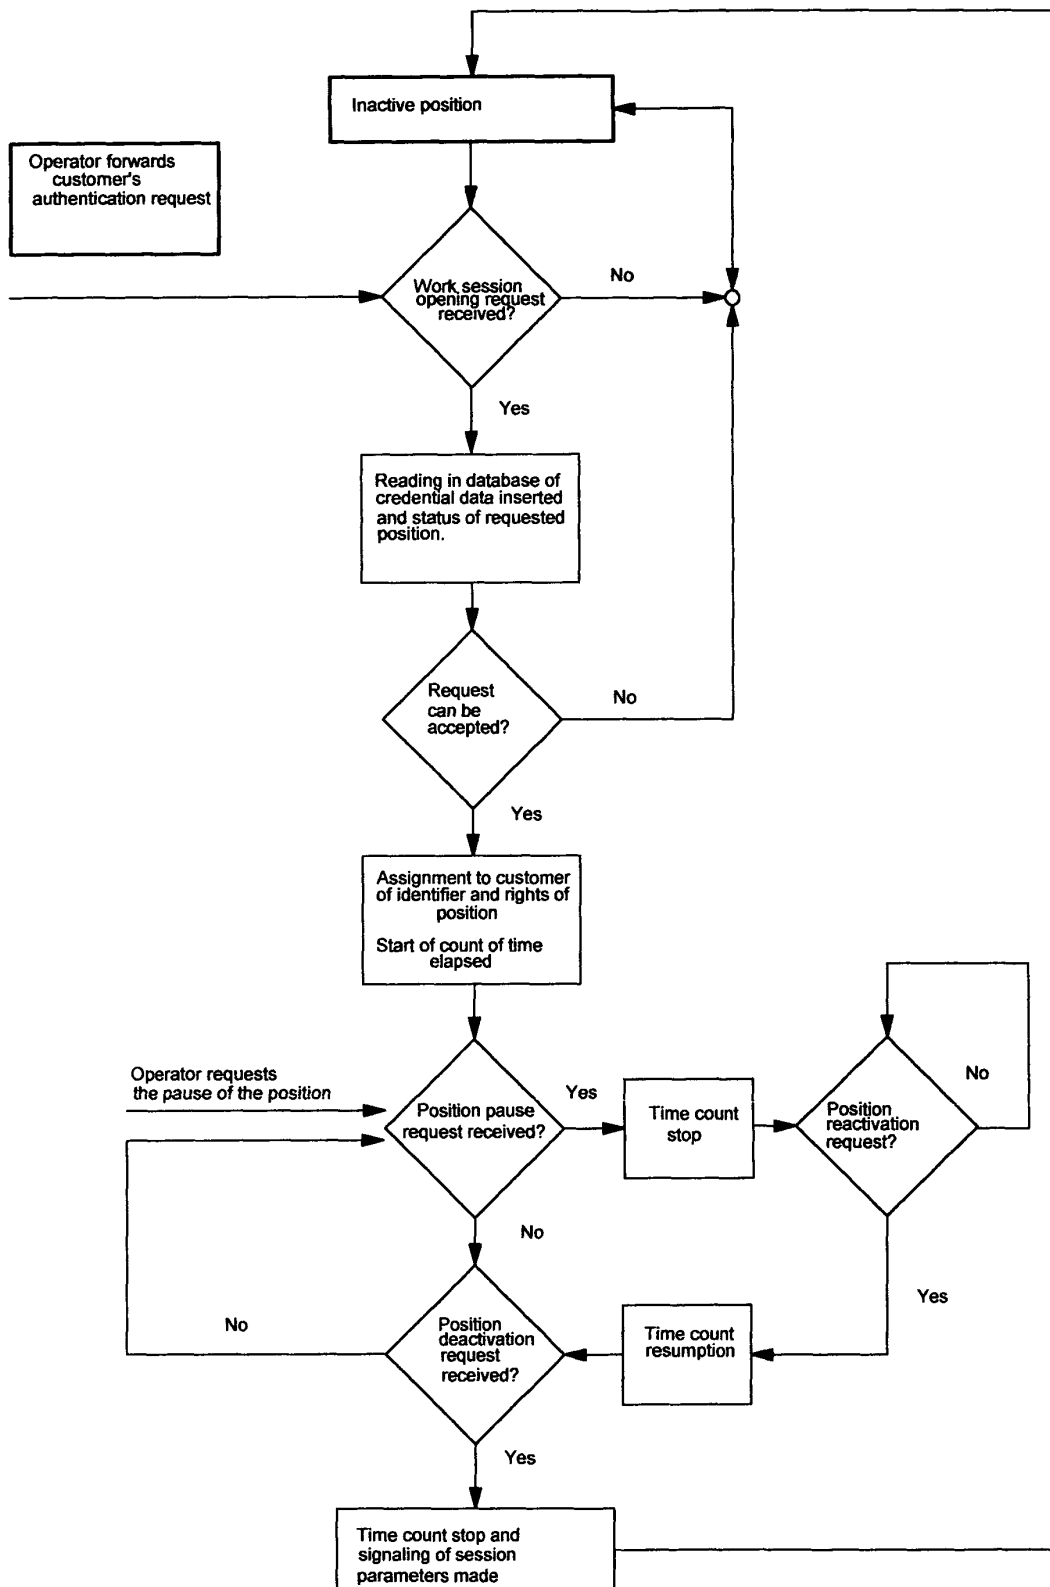 Inactive position
Operator forwards
customer's
authentication request
Work session
opening request
received?
No
Yes
Reading in database of
credential data inserted
and status of requested
position.
Request
can be
accepted?
No
Yes
Assignment to customer
of identifier and rights of
position
Start of count of time
elapsed
Operator requests
the pause of the position
Position pause
request received?
Yes
Time count
stop
Position
reactivation
request?
No
No
Yes
Position
deactivation
request
received?
No
Time count
resumption
Yes
Time count stop and
signaling of session
parameters made